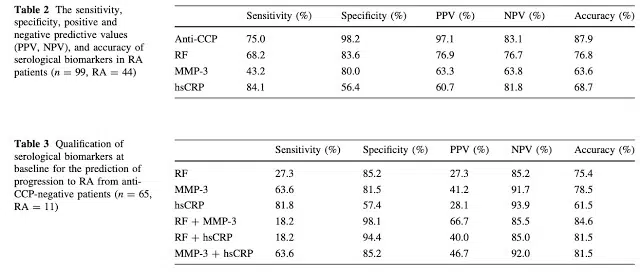 Table 2 The sensitivity,
specificity, positive and
negative predictive values
(PPV, NPV), and accuracy of
serological biomarkers in RA
patients (n = 99, RA = 44)
Sensitivity (%) Specificity (%) PPV (%) NPV (%) Accuracy (%)
Anti-CCP 75.0 98.2 97.1 83.1 87.9
RF 68.2 83.6 76.9 76.7 76.8
MMP-3 43.2 80.0 63.3 63.8 63.6
hsCRP 84.1 56.4 60.7 81.8 68.7
Table 3 Qualification of
serological biomarkers at
baseline for the prediction of
progression to RA from anti-
CCP-negative patients (n = 65,
RA = 11)
Sensitivity (%) Specificity (%) PPV (%) NPV (%) Accuracy (%)
RF 27.3 85.2 27.3 85.2 75.4
MMP-3 63.6 81.5 41.2 91.7 78.5
hsCRP 81.8 57.4 28.1 93.9 61.5
RF + MMP-3 18.2 98.1 66.7 85.5 84.6
RF + hsCRP 18.2 94.4 40.0 85.0 81.5
MMP-3 + hsCRP 63.6 85.2 46.7 92.0 81.5